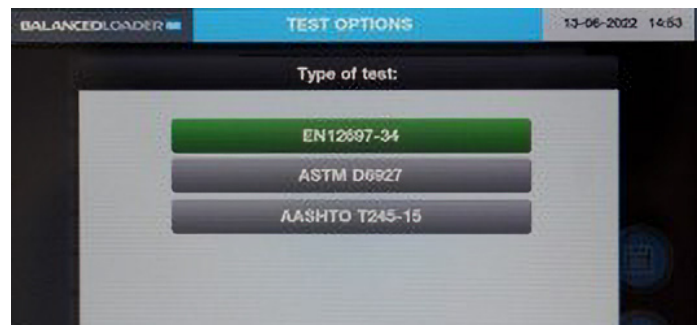 BALANCEDLOADER
TEST OPTIONS
13-06-2022 14:53
Type of test:
EN12697-34
ASTM D6927
AASHTO T245-15